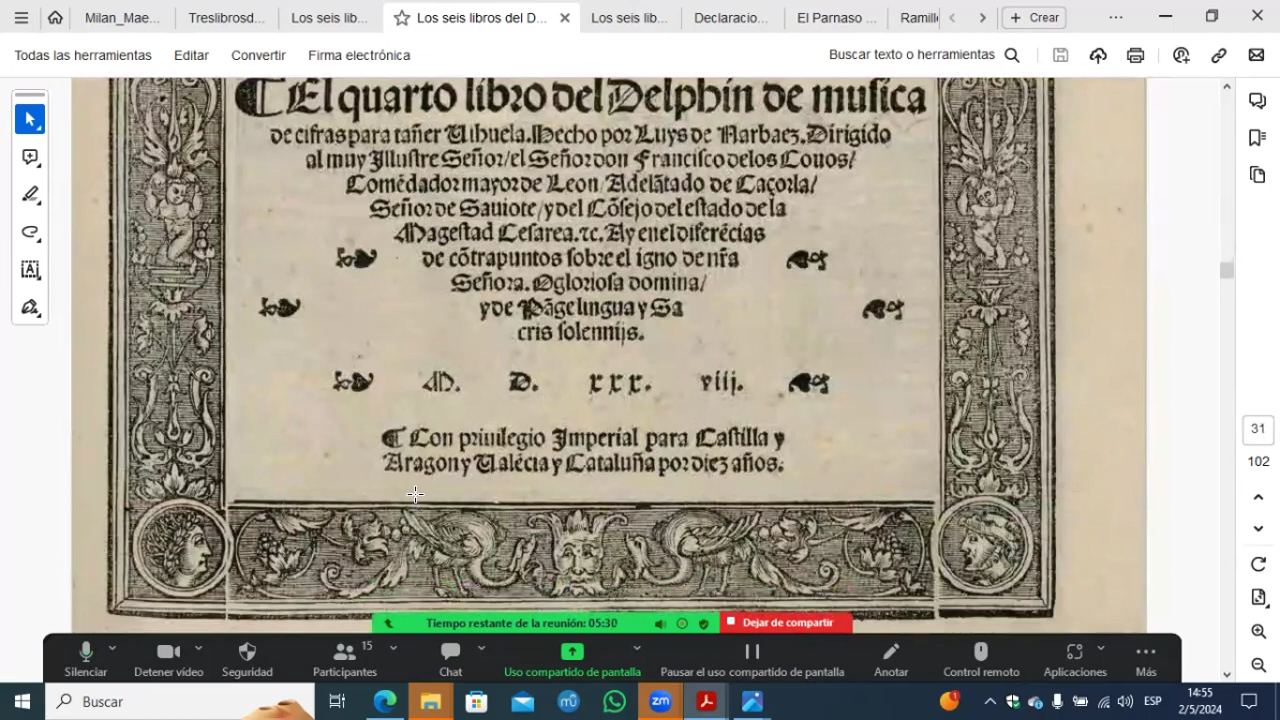 Milan_Mae...
Treslibrosd...
Los seis lib...
Los seis libros del D...
Los seis lib...
Declaracio...
El Parnaso ...
Ramille
Crear
Todas las herramientas
Editar
Convertir
Firma electrónica
Buscar texto o herramientas
El quarto libro del Delphin de musica
de cifras para tañer Uihuela. Hecho por Luys de Narbaez. Dirigido
al muy Illustre Señor/el Señor don Francisco delos Couos/
Comẽdador mayor de Leon/Adelãtado de Caçorla/
Señor de Sauiote/y del Cõsejo del estado de la
Magestad Cesarea.⁊c. Ay en el diferẽcias
de cõtrapuntos sobre el igno de nr̃a
Señora. O gloriosa domina/
y de Pãge lingua y Sa
cris solennijs.
M. D. xxx. viij.
Con priuilegio Imperial para Castilla y
Aragon y Ualẽcia y Cataluña por diez años.
31
102
Tiempo restante de la reunión: 05:30
Dejar de compartir
15
Silenciar
Detener vídeo
Seguridad
Participantes
Chat
Uso compartido de pantalla
Pausar el uso compartido de pantalla
Anotar
Control remoto
Aplicaciones
Más
Buscar
zm
1
ESP
14:55
2/5/2024